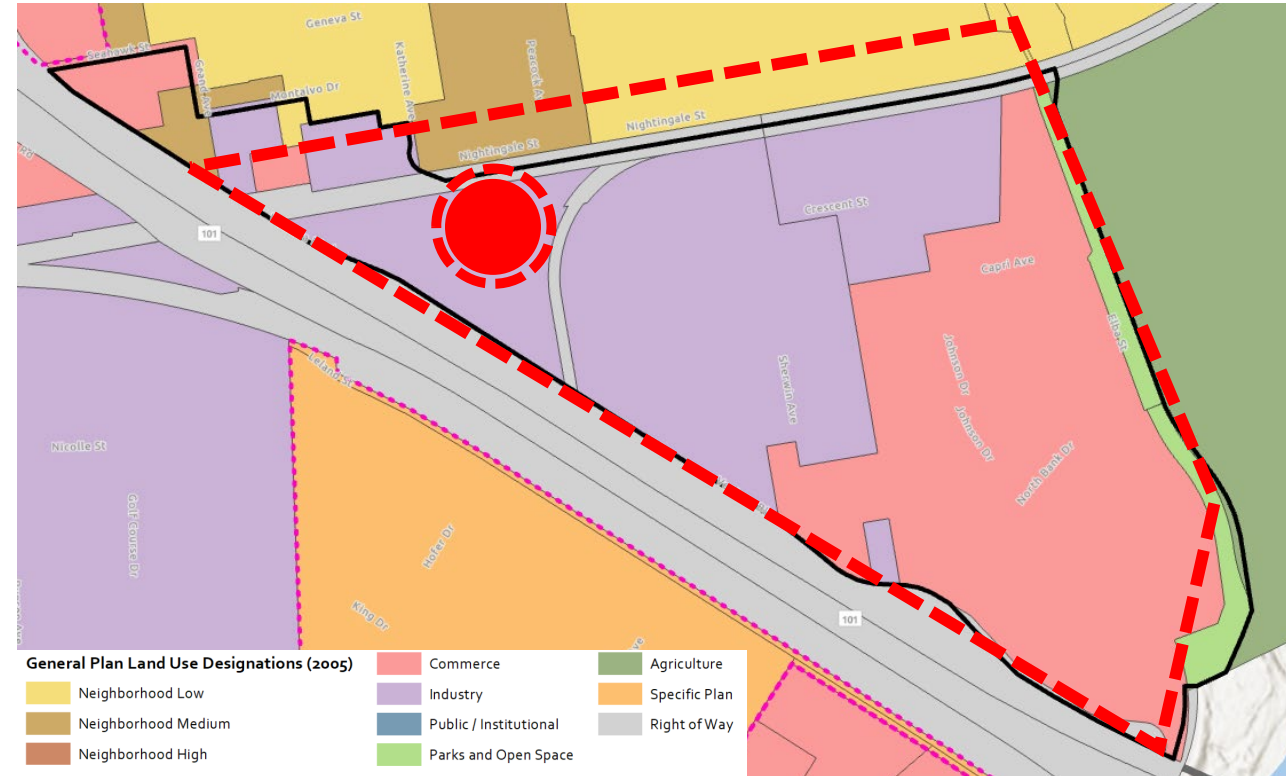 Geneva St
Seahawk St
Katherine Ave
Peacock Av
Grand Ave
Montalvo Dr
Nightingale St
Nightingale St
Rd
101
Crescent St
Capri Ave
Elba St
Leland St
Johnson Dr
Sherwin Ave
Johnson Dr
Nicolle St
North Bank Dr
Golf Course Dr
Hofer Dr
King Dr
101
General Plan Land Use Designations (2005)
Neighborhood Low
Neighborhood Medium
Neighborhood High
Commerce
Industry
Public / Institutional
Parks and Open Space
Agriculture
Specific Plan
Right of Way